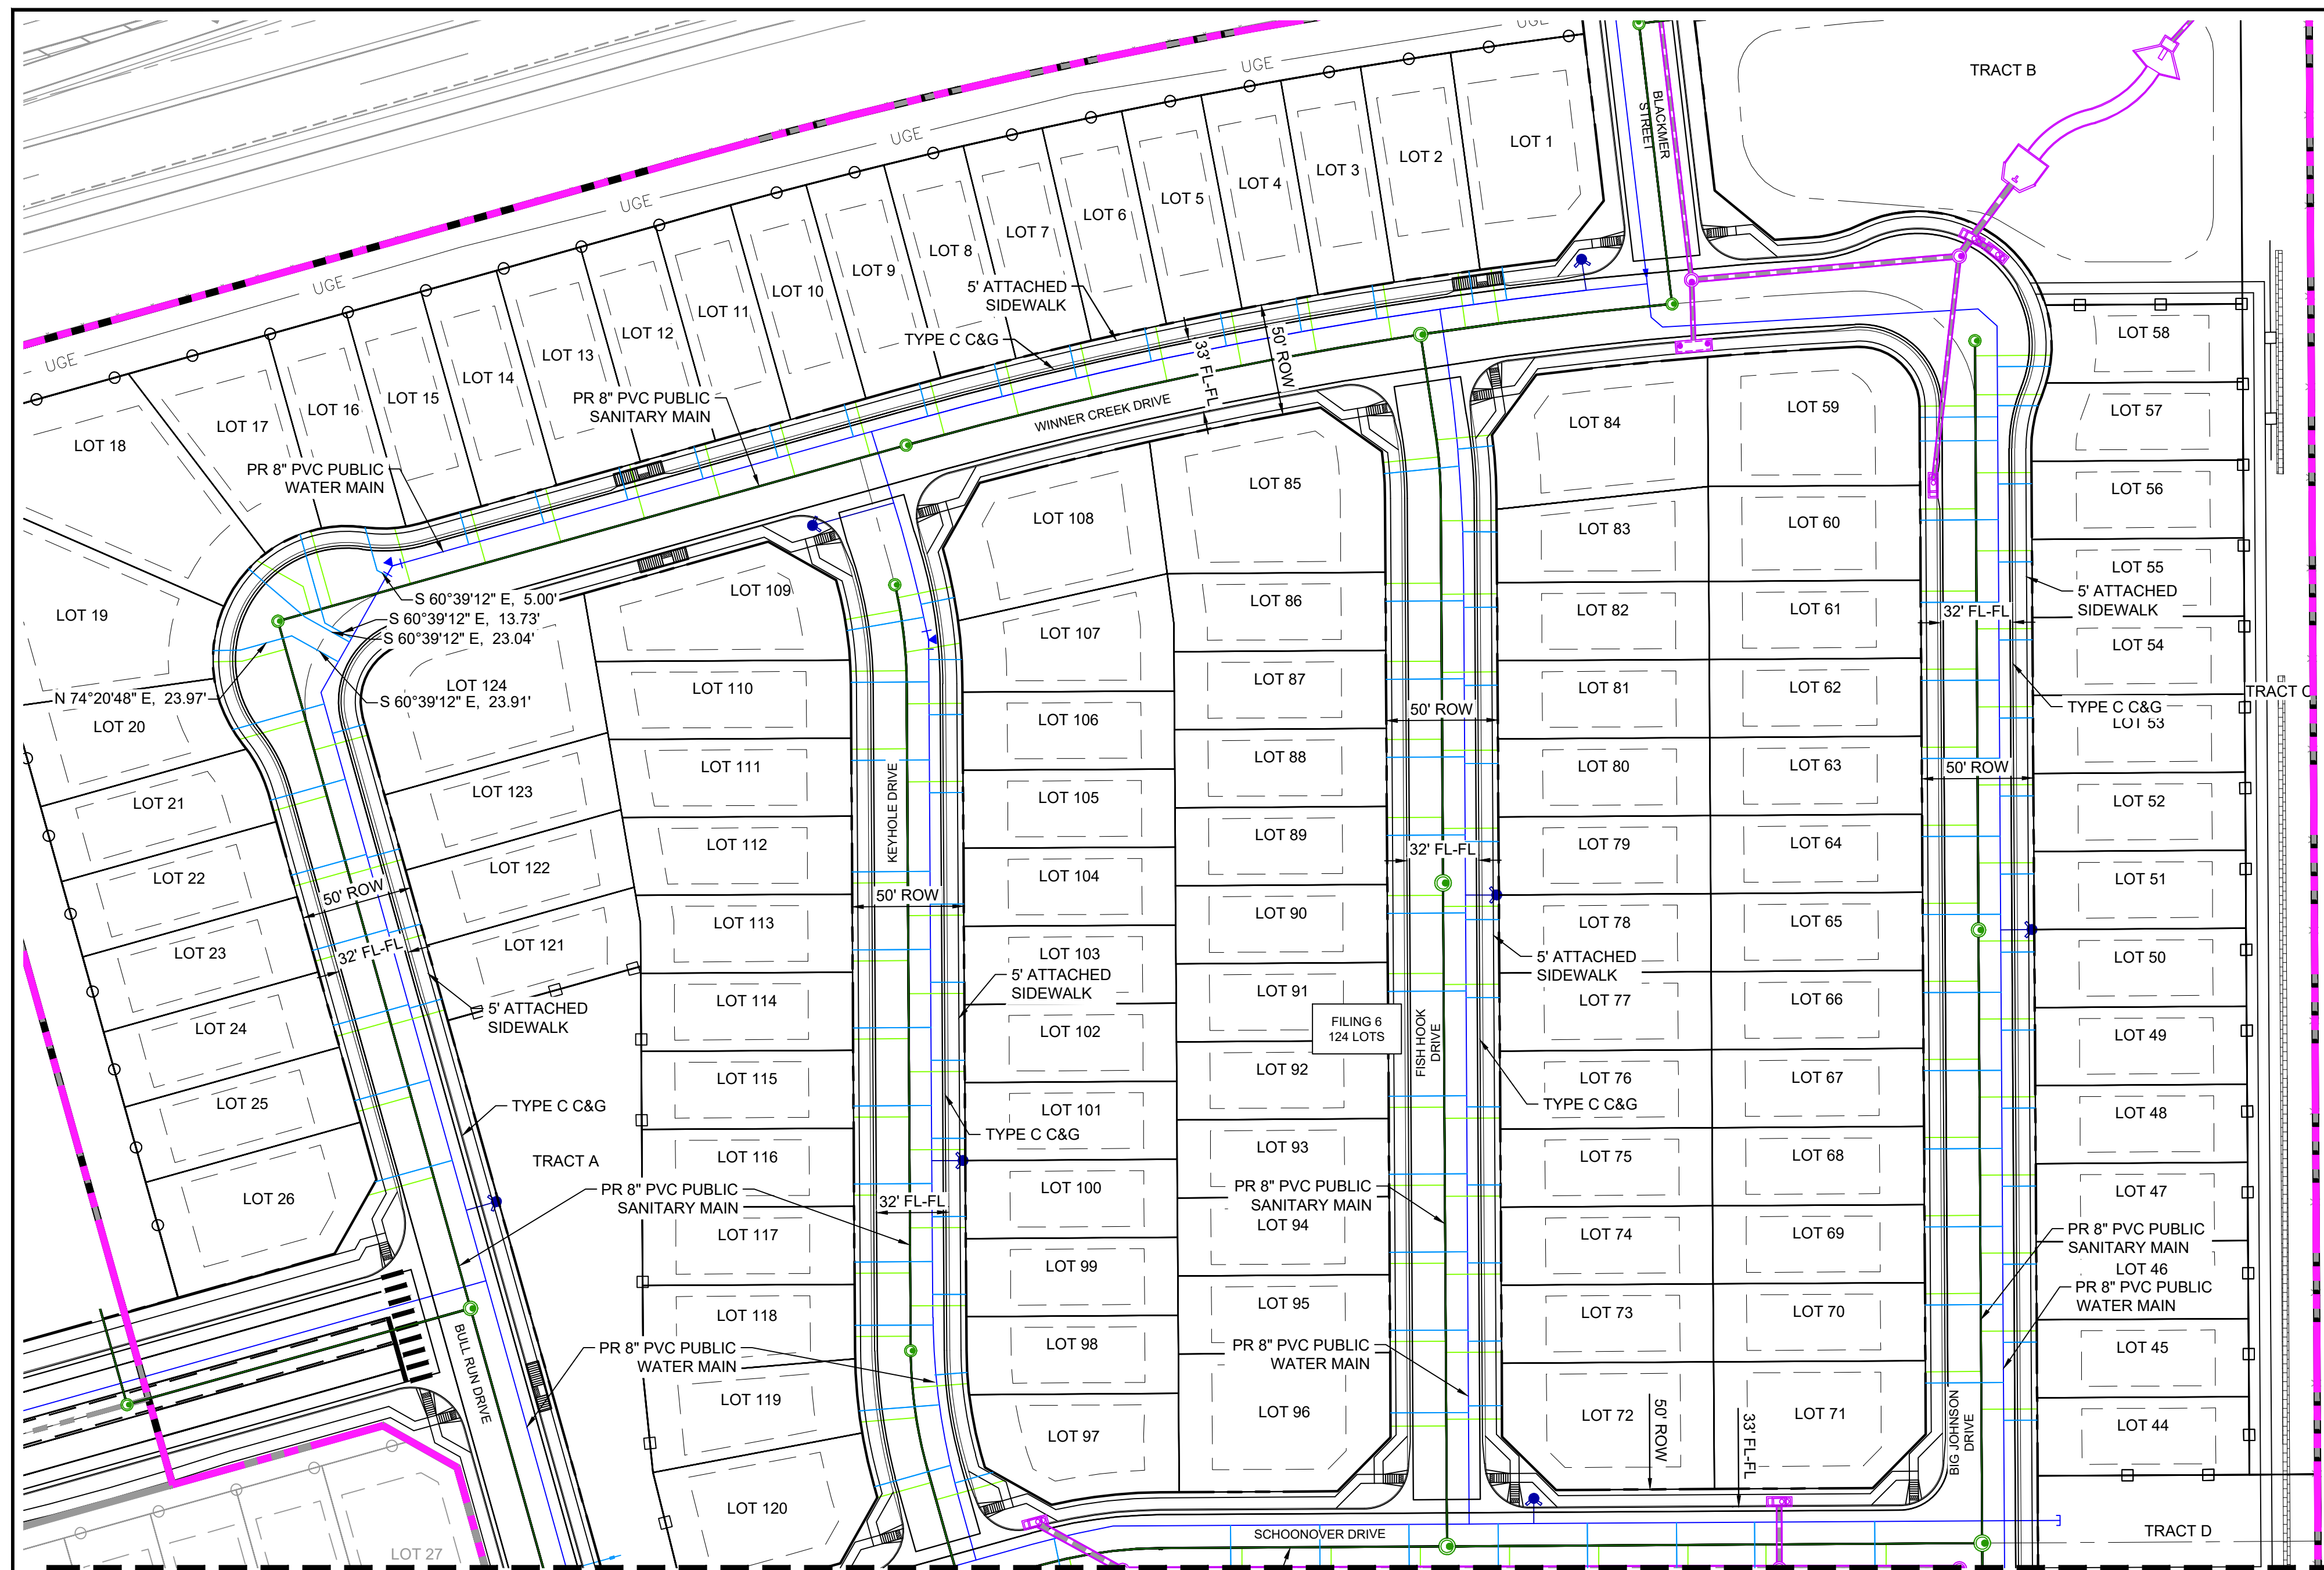 UGE
UGE
UGE
UGE
UGE
UGE
BLACKMER
STREET
TRACT B
LOT 1
LOT 2
LOT 3
LOT 4
LOT 5
LOT 6
LOT 7
LOT 8
LOT 9
LOT 10
LOT 11
LOT 12
LOT 13
LOT 14
LOT 15
LOT 16
LOT 17
LOT 18
LOT 19
LOT 20
LOT 21
LOT 22
LOT 23
LOT 24
LOT 25
LOT 26
LOT 27
5' ATTACHED
SIDEWALK
TYPE C C&G
33' FL-FL
50' ROW
PR 8" PVC PUBLIC
SANITARY MAIN
WINNER CREEK DRIVE
PR 8" PVC PUBLIC
WATER MAIN
S 60°39'12" E, 5.00'
S 60°39'12" E, 13.73'
S 60°39'12" E, 23.04'
N 74°20'48" E, 23.97'
S 60°39'12" E, 23.91'
50' ROW
32' FL-FL
5' ATTACHED
SIDEWALK
TYPE C C&G
TRACT A
PR 8" PVC PUBLIC
SANITARY MAIN
PR 8" PVC PUBLIC
WATER MAIN
BULL RUN DRIVE
LOT 124
LOT 123
LOT 122
LOT 121
LOT 109
LOT 110
LOT 111
LOT 112
LOT 113
LOT 114
LOT 115
LOT 116
LOT 117
LOT 118
LOT 119
LOT 120
KEYHOLE DRIVE
50' ROW
32' FL-FL
LOT 108
LOT 107
LOT 106
LOT 105
LOT 104
LOT 103
5' ATTACHED
SIDEWALK
LOT 102
LOT 101
TYPE C C&G
LOT 100
LOT 99
LOT 98
LOT 97
LOT 85
LOT 86
LOT 87
LOT 88
LOT 89
LOT 90
LOT 91
LOT 92
LOT 93
LOT 94
LOT 95
LOT 96
PR 8" PVC PUBLIC
SANITARY MAIN
PR 8" PVC PUBLIC
WATER MAIN
FILING 6
124 LOTS
FISH HOOK
DRIVE
50' ROW
32' FL-FL
LOT 84
LOT 83
LOT 82
LOT 81
LOT 80
LOT 79
LOT 78
5' ATTACHED
SIDEWALK
LOT 77
LOT 76
TYPE C C&G
LOT 75
LOT 74
LOT 73
LOT 72
LOT 59
LOT 60
LOT 61
LOT 62
LOT 63
LOT 64
LOT 65
LOT 66
LOT 67
LOT 68
LOT 69
LOT 70
LOT 71
50' ROW
33' FL-FL
SCHOONOVER DRIVE
BIG JOHNSON
DRIVE
32' FL-FL
50' ROW
LOT 58
LOT 57
LOT 56
LOT 55
5' ATTACHED
SIDEWALK
LOT 54
TRACT C
TYPE C C&G
LOT 53
LOT 52
LOT 51
LOT 50
LOT 49
LOT 48
LOT 47
PR 8" PVC PUBLIC
SANITARY MAIN
LOT 46
PR 8" PVC PUBLIC
WATER MAIN
LOT 45
LOT 44
TRACT D